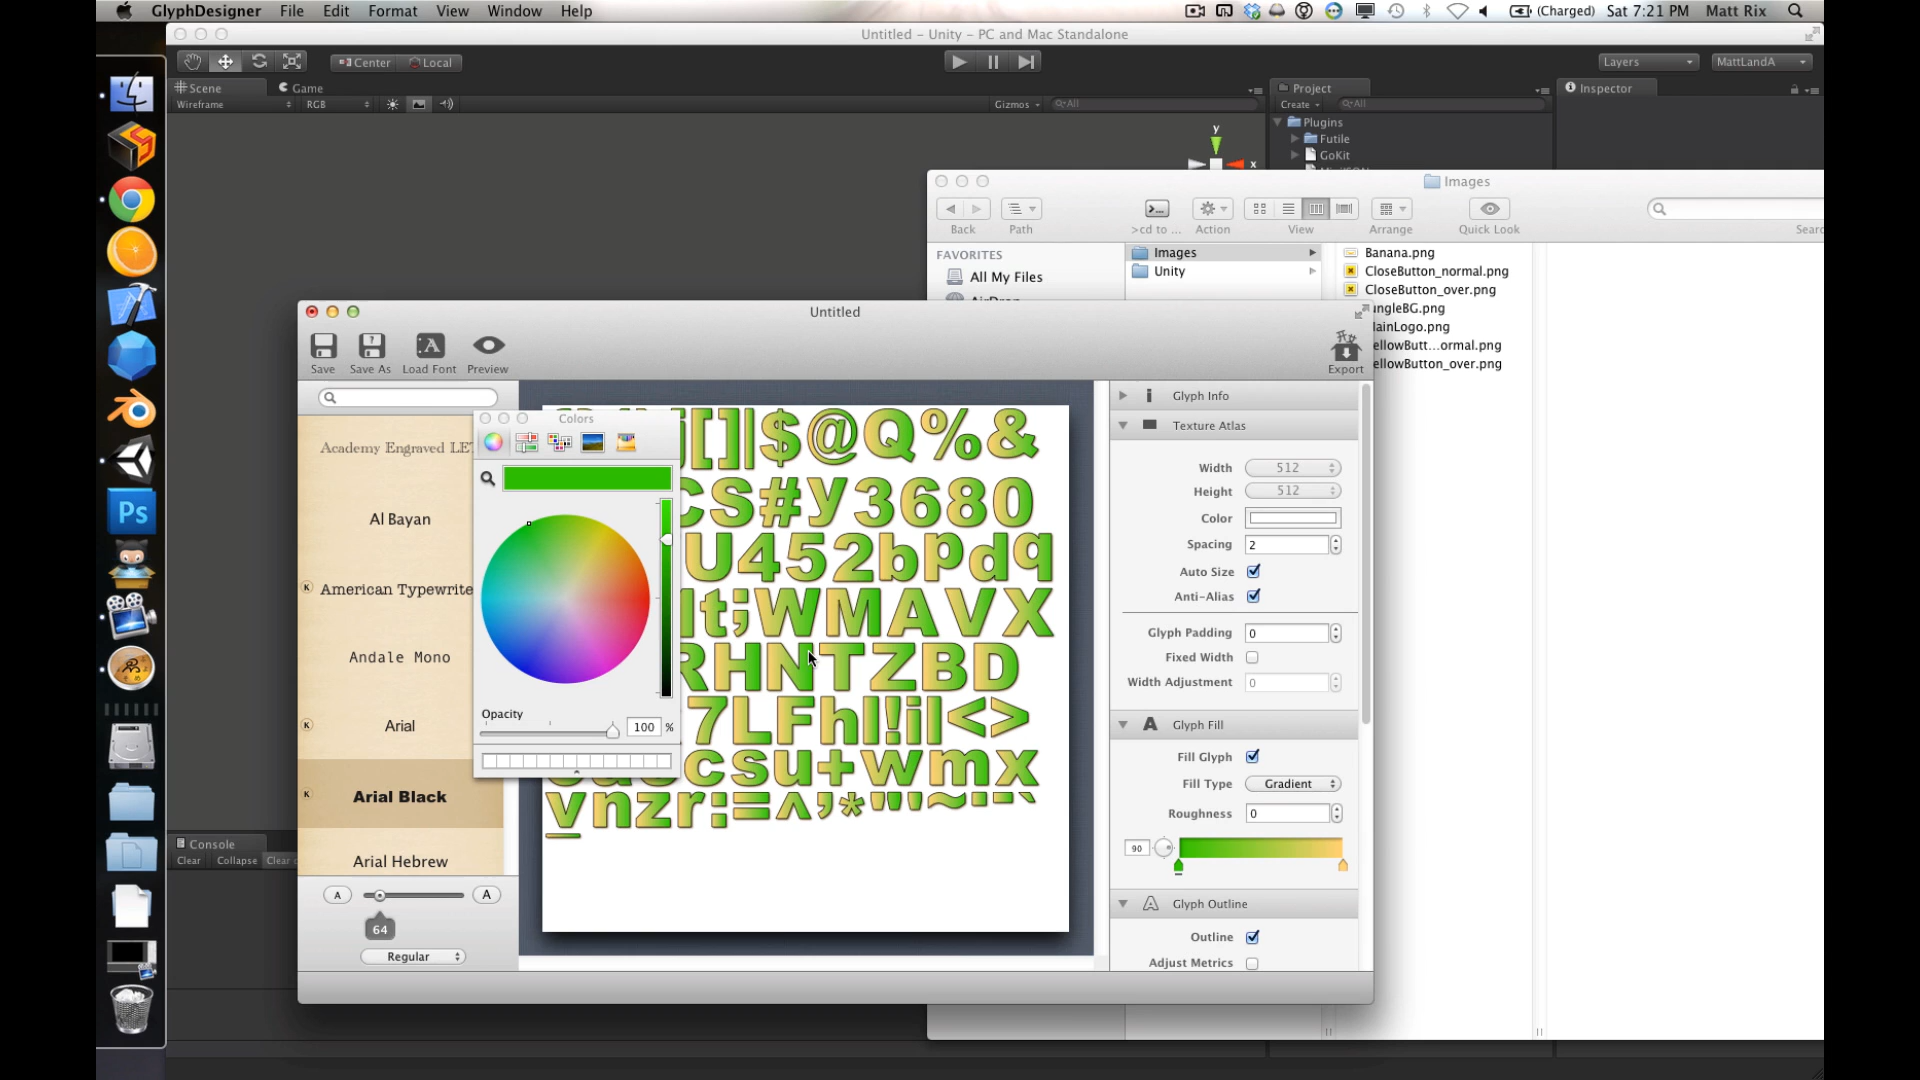 GlyphDesigner File Edit Format View Window Help (Charged) Sat 7:21 PM Matt Rix
Untitled - Unity - PC and Mac Standalone
Center Local Layers MattLandA
Scene Game Project Inspector
Wireframe RGB Gizmos All Create All
y
x
Plugins
Futile
GoKit
Images
Back Path >cd to ... Action View Arrange Quick Look
FAVORITES
All My Files
Images
Unity
Banana.png
CloseButton_normal.png
CloseButton_over.png
ungleBG.png
MainLogo.png
ellowButt...ormal.png
ellowButton_over.png
Untitled
Save Save As Load Font Preview Export
Academy Engraved LE
Al Bayan
American Typewrite
Andale Mono
Arial
Arial Black
Arial Hebrew
A A
64
Regular
Colors
Opacity
100 %
[]|$@Q%&
CS#y3680
U452bpdq
t;WMAVX
RHNTZBD
7LFhl!il<>
csu+wmx
vnzr:=^,*"'~
Glyph Info
Texture Atlas
Width 512
Height 512
Color
Spacing 2
Auto Size
Anti-Alias
Glyph Padding 0
Fixed Width
Width Adjustment 0
A Glyph Fill
Fill Glyph
Fill Type Gradient
Roughness 0
90
A Glyph Outline
Outline
Adjust Metrics
Console
Clear Collapse Clear
Ps